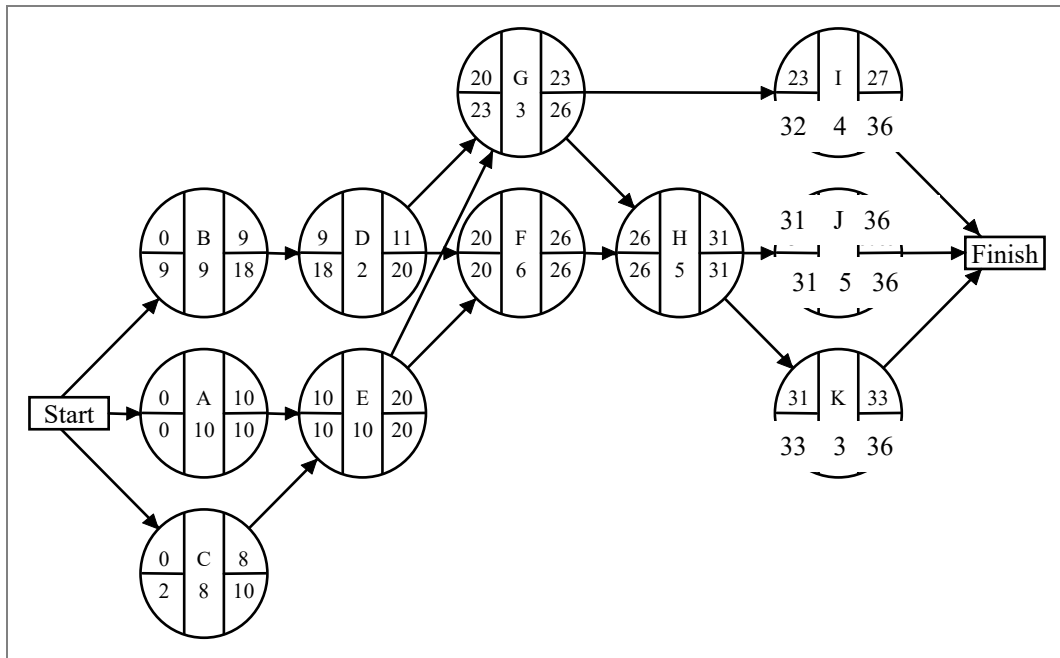 20 G 23
23 3 26
23 I 27
32 4 36
0 B 9
9 9 18
9 D 11
18 2 20
20 F 26
20 6 26
26 H 31
26 5 31
31 J 36
31 5 36
Finish
Start
0 A 10
0 10 10
10 E 20
10 10 20
31 K 33
33 3 36
0 C 8
2 8 10